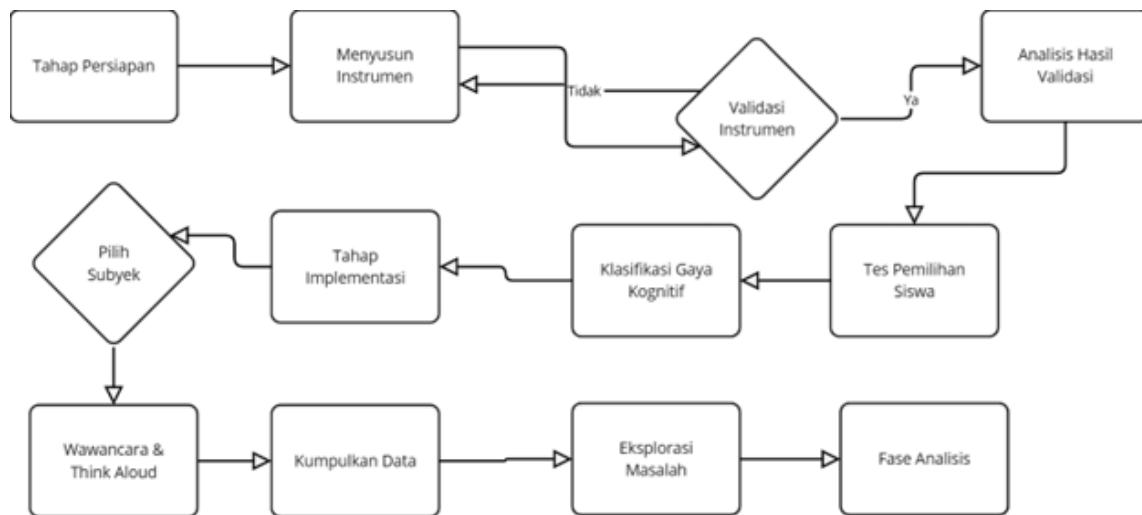 Tahap Persiapan
Menyusun
Instrumen
Tidak
Validasi
Instrumen
Ya
Analisis Hasil
Validasi
Pilih
Subyek
Tahap
Implementasi
Klasifikasi Gaya
Kognitif
Tes Pemilihan
Siswa
Wawancara &
Think Aloud
Kumpulkan Data
Eksplorasi
Masalah
Fase Analisis